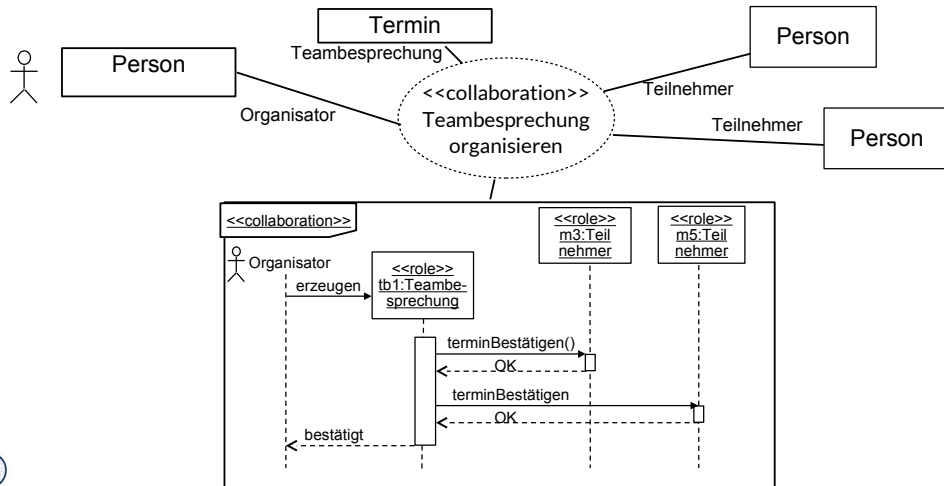 Termin
Person
Teambesprechung
Person
<<collaboration>>
Teambesprechung
organisieren
Organisator
Teilnehmer
Teilnehmer
Person
<<collaboration>>
<<role>>
m3:Teil
nehmer
<<role>>
m5:Teil
nehmer
Organisator
erzeugen
<<role>>
tb1:Teambe-
sprechung
terminBestätigen()
OK
terminBestätigen
OK
bestätigt